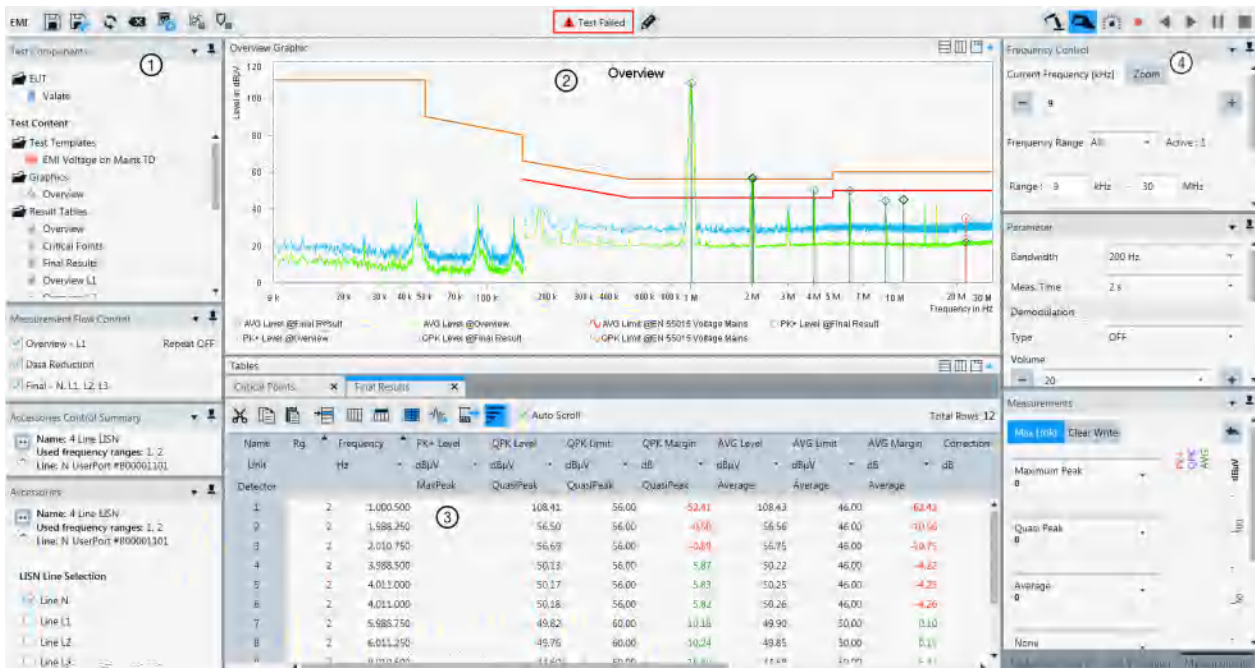 EMI
Test Failed
Test Components
1
EUT
Valate
Test Content
Test Templates
EMI Voltage on Mains TD
Graphics
Overview
Result Tables
Overview
Critical Points
Final Results
Overview L1
Measurement Flow Control
Overview - L1 Repeat OFF
Data Reduction
Final - N, L1, L2, L3
Accessories Control Summary
Name: 4 Line LISN
Used frequency ranges: 1, 2
Line: N UserPort #B00001101
Accessories
Name: 4 Line LISN
Used frequency ranges: 1, 2
Line: N UserPort #B00001101
LISN Line Selection
Line N
Line L1
Line L2
Line L3
Overview Graphic
2
Overview
Level in dBµV
120
100
80
60
40
20
0
9 k 20 k 30 k 40 k 50 k 70 k 100 k 200 k 300 k 400 k 600 k 800 k 1 M 2 M 3 M 4 M 5 M 7 M 10 M 20 M 30 M
Frequency in Hz
AVG Level @Final Result AVG Level @Overview AVG Limit @EN 55015 Voltage Mains PK+ Level @Final Result
PK+ Level @Overview QPK Level @Final Result QPK Limit @EN 55015 Voltage Mains
Tables
Critical Points Final Results
Auto Scroll Total Rows: 12
Name Rg Frequency PK+ Level QPK Level QPK Limit QPK Margin AVG Level AVG Limit AVG Margin Correction
Unit Hz dBµV dBµV dBµV dB dBµV dBµV dB dB
Detector MaxPeak QuasiPeak QuasiPeak QuasiPeak Average Average Average
3
1 2 1.000.500 108.41 56.00 -52.41 108.43 46.00 -62.43
2 2 1.988.250 56.50 56.00 -0.50 56.56 46.00 -10.56
3 2 2.010.750 56.69 56.00 -0.69 56.75 46.00 -10.75
4 2 3.988.500 50.13 56.00 5.87 50.22 46.00 -4.22
5 2 4.011.000 50.17 56.00 5.83 50.25 46.00 -4.25
6 2 4.011.000 50.18 56.00 5.82 50.26 46.00 -4.26
7 2 5.988.750 49.82 60.00 10.18 49.90 50.00 0.10
8 2 6.011.250 49.76 60.00 10.24 49.85 50.00 0.15
Frequency Control
4
Current Frequency [kHz] Zoom
9
Frequency Range All Active : 1
Range : 9 kHz - 30 MHz
Parameter
Bandwidth 200 Hz
Meas. Time 2 s
Demodulation
Type OFF
Volume
20
Measurements
Max Hold Clear Write
PK+
QPK
AVG
dBµV
Maximum Peak
0
Quasi Peak
0
100
Average
0
None